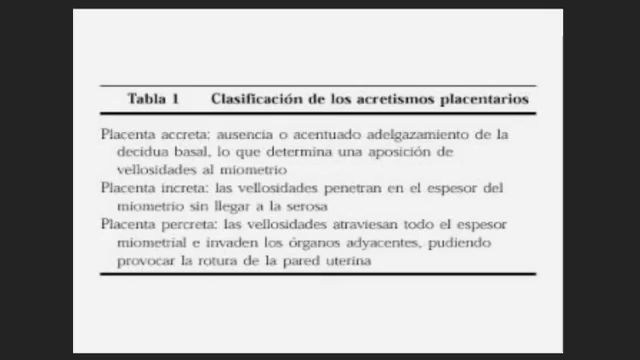 Tabla 1 Clasificación de los acretismos placentarios
Placenta accreta: ausencia o acentuado adelgazamiento de la
decidua basal, lo que determina una aposición de
vellosidades al miometrio
Placenta increta: las vellosidades penetran en el espesor del
miometrio sin llegar a la serosa
Placenta percreta: las vellosidades atraviesan todo el espesor
miometrial e invaden los órganos adyacentes, pudiendo
provocar la rotura de la pared uterina